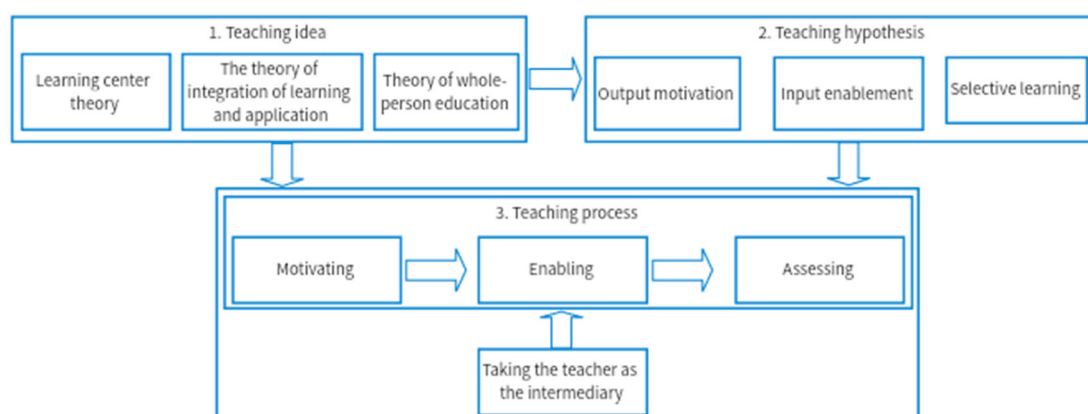 1. Teaching idea
Learning center
theory
The theory of
integration of learning
and application
Theory of whole-
person education
2. Teaching hypothesis
Output motivation
Input enablement
Selective learning
3. Teaching process
Motivating
Enabling
Assessing
Taking the teacher as
the intermediary